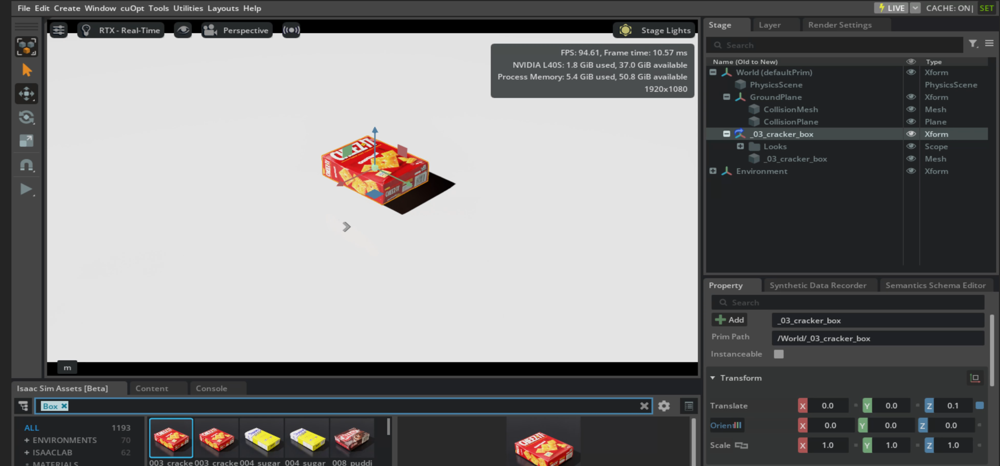 File Edit Create Window cuOpt Tools Utilities Layouts Help
LIVE
CACHE: ON|
SET
RTX - Real-Time
Perspective
Stage Lights
FPS: 94.61, Frame time: 10.57 ms
NVIDIA L40S: 1.8 GiB used, 37.0 GiB available
Process Memory: 5.4 GiB used, 50.8 GiB available
1920x1080
CHEEZ-IT
CHEEZ-IT
m
Stage
Layer
Render Settings
Search
Name (Old to New)
Type
World (defaultPrim)
Xform
PhysicsScene
PhysicsScene
GroundPlane
Xform
CollisionMesh
Mesh
CollisionPlane
Plane
_03_cracker_box
Xform
Looks
Scope
_03_cracker_box
Mesh
Environment
Xform
Property
Synthetic Data Recorder
Semantics Schema Editor
Search
Add
_03_cracker_box
Prim Path
/World/_03_cracker_box
Instanceable
Transform
Translate
X 0.0
Y 0.0
Z 0.1
Orient
X 0.0
Y 0.0
Z 0.0
Scale
X 1.0
Y 1.0
Z 1.0
Isaac Sim Assets [Beta]
Content
Console
Box
ALL 1193
+ ENVIRONMENTS 70
+ ISAACLAB 62
MATERIALS
003_cracke
003_cracke
004_sugar
004_sugar
008_puddi
CHEEZ-IT